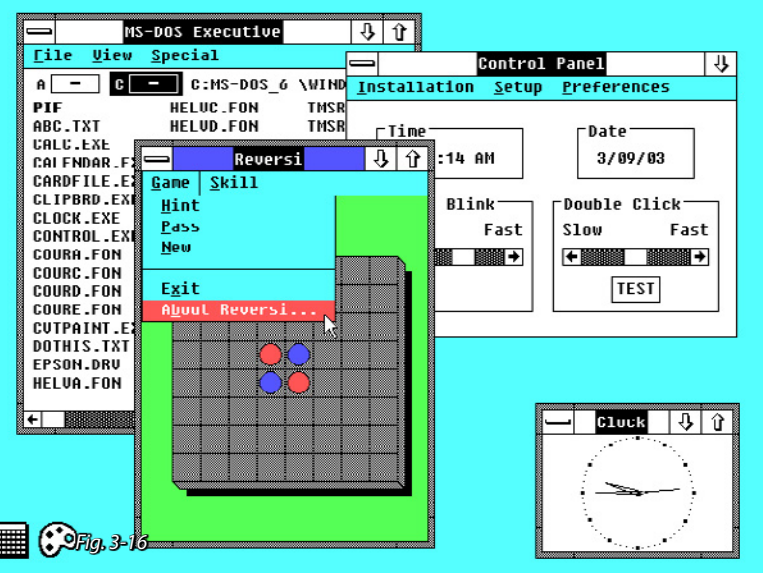 MS-DOS Executive
File View Special
A C C:MS-DOS_6 \WIND
PIF HELVC.FON TMSR
ABC.TXT HELVD.FON TMSR
CALC.EXE
CALENDAR.E
CARDFILE.E
CLIPBRD.EX
CLOCK.EXE
CONTROL.EX
COURA.FON
COURC.FON
COURD.FON
COURE.FON
CVTPAINT.E
DOTHIS.TXT
EPSON.DRV
HELVA.FON
Control Panel
Installation Setup Preferences
Time
:14 AM
Date
3/09/03
Blink
Fast
Double Click
Slow Fast
TEST
Reversi
Game Skill
Hint
Pass
New
Exit
About Reversi...
Clock
Fig. 3-16